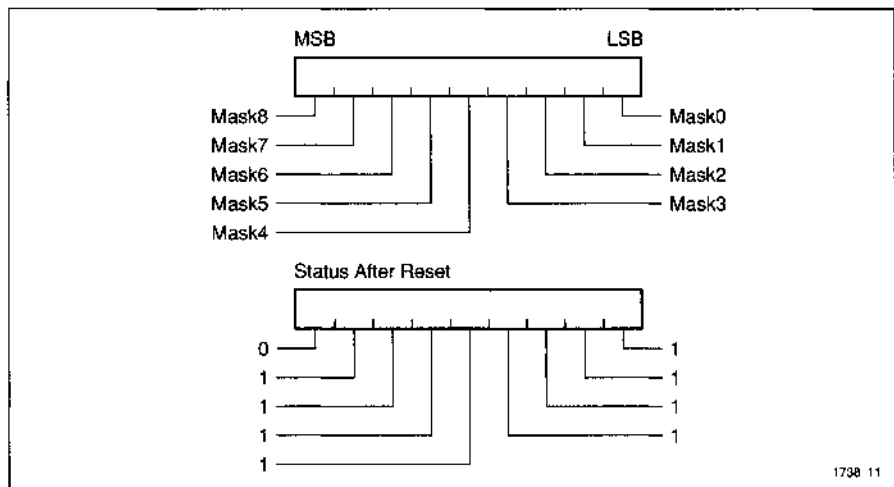 MSB LSB
Mask8 Mask0
Mask7 Mask1
Mask6 Mask2
Mask5 Mask3
Mask4
Status After Reset
0 1
1 1
1 1
1 1
1
1738 11